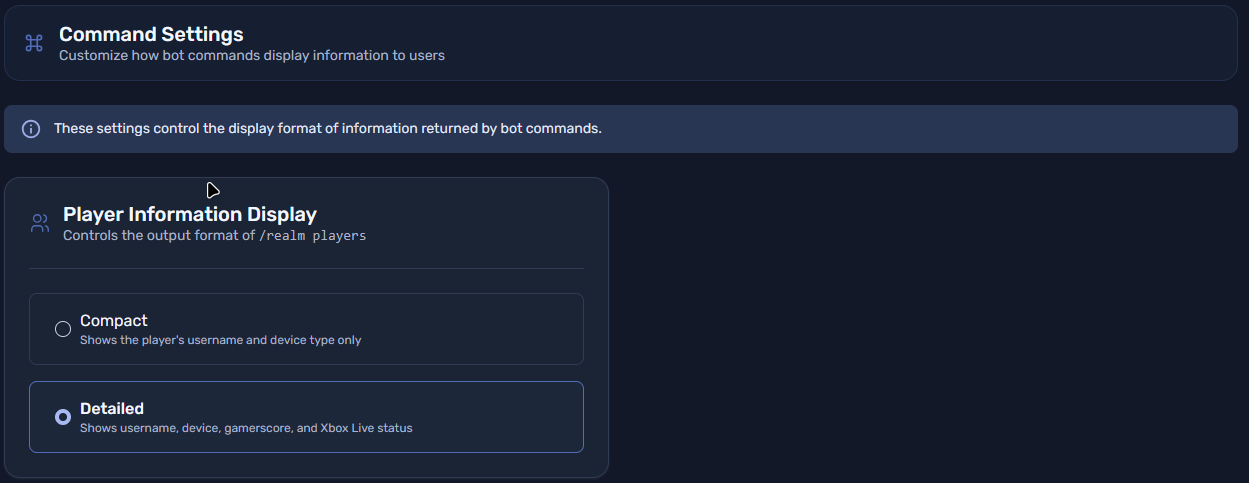 Command Settings
Customize how bot commands display information to users
These settings control the display format of information returned by bot commands.
Player Information Display
Controls the output format of /realm players
Compact
Shows the player's username and device type only
Detailed
Shows username, device, gamerscore, and Xbox Live status